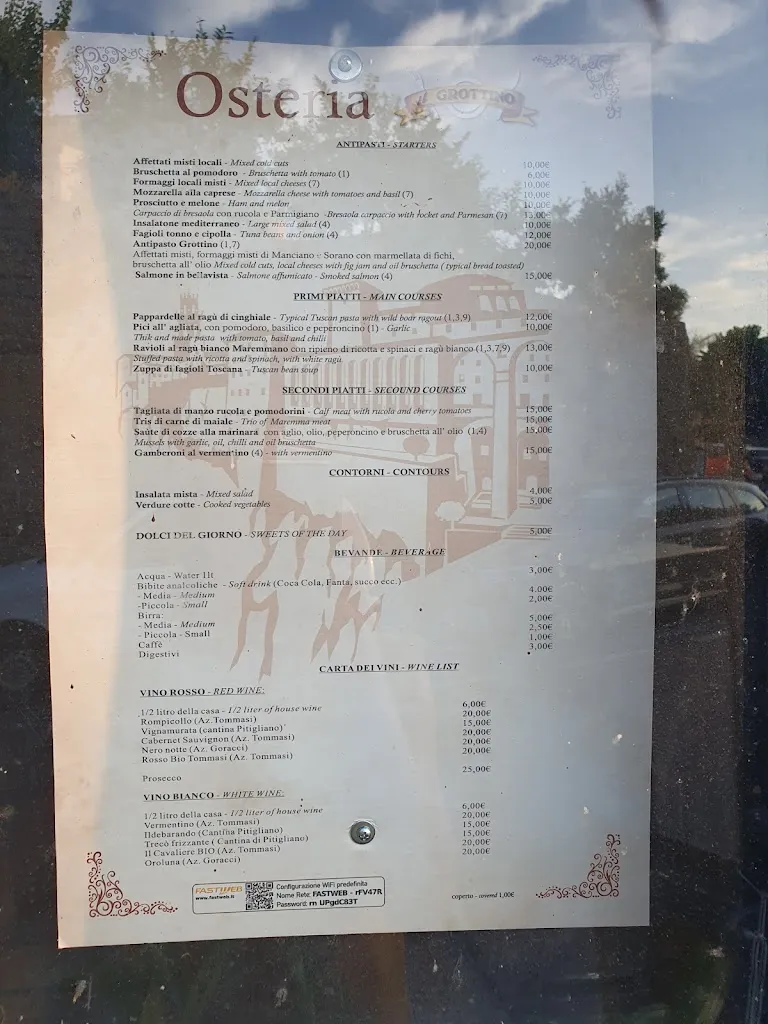 Osteria
IL GROTTINO
ANTIPASTI - STARTERS
Affettati misti locali - Mixed cold cuts 10,00€
Bruschetta al pomodoro - Bruschetta with tomato (1) 6,00€
Formaggi locali misti - Mixed local cheeses (7) 10,00€
Mozzarella alla caprese - Mozzarella cheese with tomatoes and basil (7) 10,00€
Prosciutto e melone - Ham and melon 10,00€
Carpaccio di bresaola con rucola e Parmigiano -Bresaola carpaccio with rocket and Parmesan (7) 13,00€
Insalatone mediterraneo - Large mixed salad (4) 10,00€
Fagioli tonno e cipolla - Tuna beans and onion (4) 12,00€
Antipasto Grottino (1,7) 20,00€
Affettati misti, formaggi misti di Manciano e Sorano con marmellata di fichi,
bruschetta all' olio Mixed cold cuts, local cheeses with fig jam and oil bruschetta ( typical bread toasted)
Salmone in bellavista - Salmone affumicato - Smoked salmon (4) 15,00€
PRIMI PIATTI - MAIN COURSES
Pappardelle al ragù di cinghiale - Typical Tuscan pasta with wild boar ragout (1,3,9) 12,00€
Pici all' agliata, con pomodoro, basilico e peperoncino (1) - Garlic 10,00€
Thik and made pasta with tomato, basil and chilli
Ravioli al ragù bianco Maremmano con ripieno di ricotta e spinaci e ragù bianco (1,3,7,9) 13,00€
Stuffed pasta with ricotta and spinach, with white ragù.
Zuppa di fagioli Toscana - Tuscan bean soup 10,00€
SECONDI PIATTI - SECOUND COURSES
Tagliata di manzo rucola e pomodorini - Calf meat with rucola and cherry tomatoes 15,00€
Tris di carne di maiale - Trio of Maremma meat 15,00€
Saùte di cozze alla marinara con aglio, olio, peperoncino e bruschetta all' olio (1,4) 15,00€
Mussels with garlic, oil, chilli and oil bruschetta
Gamberoni al vermentino (4) - with vermentino 15,00€
CONTORNI - CONTOURS
Insalata mista - Mixed salad 4,00€
Verdure cotte - Cooked vegetables 5,00€
DOLCI DEL GIORNO - SWEETS OF THE DAY 5,00€
BEVANDE - BEVERAGE
Acqua - Water 1lt 3,00€
Bibite analcoliche - Soft drink (Coca Cola, Fanta, succo ecc.)
- Media - Medium 4,00€
-Piccola - Small 2,00€
Birra:
- Media - Medium 5,00€
- Piccola - Small 2,50€
Caffè 1,00€
Digestivi 3,00€
CARTA DEI VINI - WINE LIST
VINO ROSSO - RED WINE:
1/2 litro della casa - 1/2 liter of house wine 6,00€
Rompicollo (Az. Tommasi) 20,00€
Vignamurata (cantina Pitigliano) 15,00€
Cabernet Sauvignon (Az. Tommasi) 20,00€
Nero notte (Az. Goracci) 20,00€
Rosso Bio Tommasi (Az. Tommasi) 20,00€
Prosecco 25,00€
VINO BIANCO - WHITE WINE:
1/2 litro della casa - 1/2 liter of house wine 6,00€
Vermentino (Az. Tommasi) 20,00€
Ildebarando (Cantina Pitigliano) 15,00€
Treco frizzante ( Cantina di Pitigliano) 15,00€
Il Cavaliere BIO (Az. Tommasi) 20,00€
Oroluna (Az. Goracci) 20,00€
FASTWEB
www.fastweb.it
Configurazione WiFi predefinita
Nome Rete: FASTWEB - rFV47R
Password: rn UPgdC83T
coperto - covered 1,00€